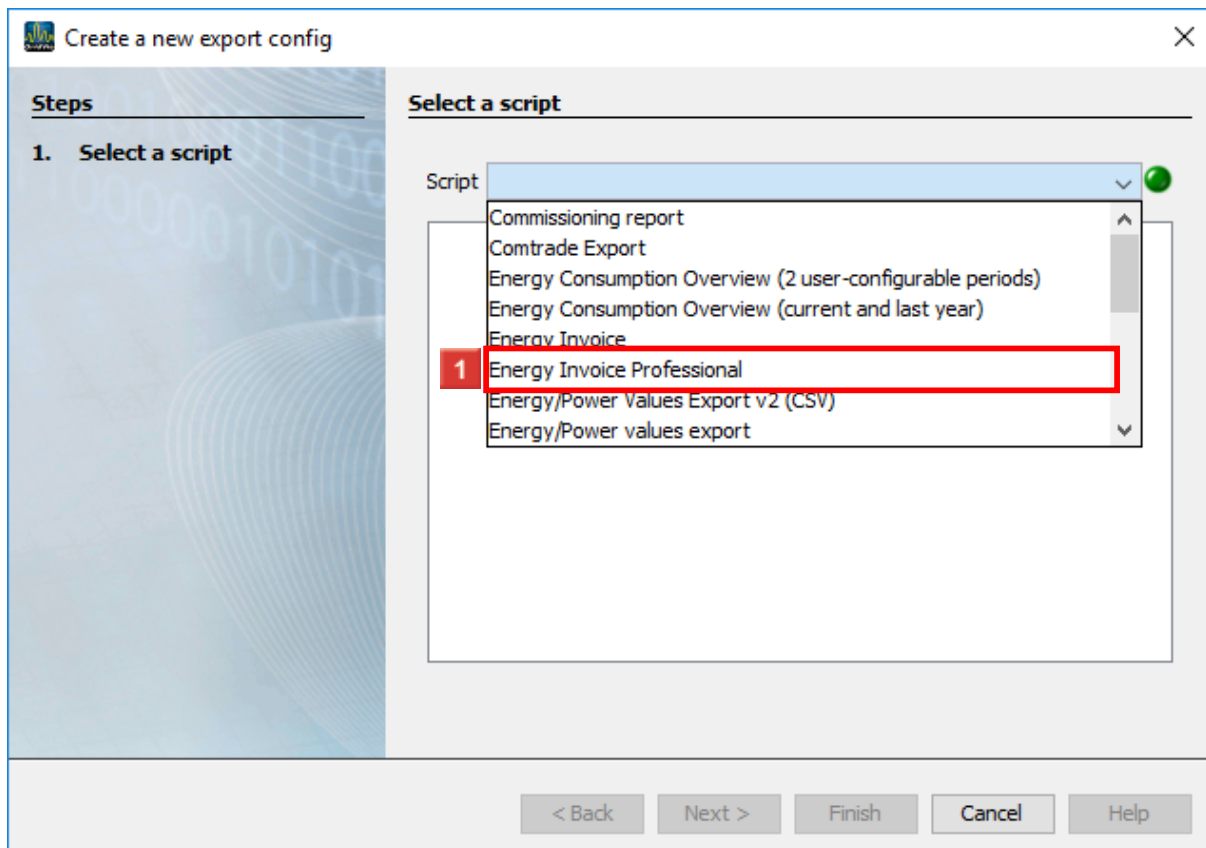 Create a new export config
Steps
1. Select a script
Select a script
Script
Commissioning report
Comtrade Export
Energy Consumption Overview (2 user-configurable periods)
Energy Consumption Overview (current and last year)
Energy Invoice
1
Energy Invoice Professional
Energy/Power Values Export v2 (CSV)
Energy/Power values export
< Back
Next >
Finish
Cancel
Help